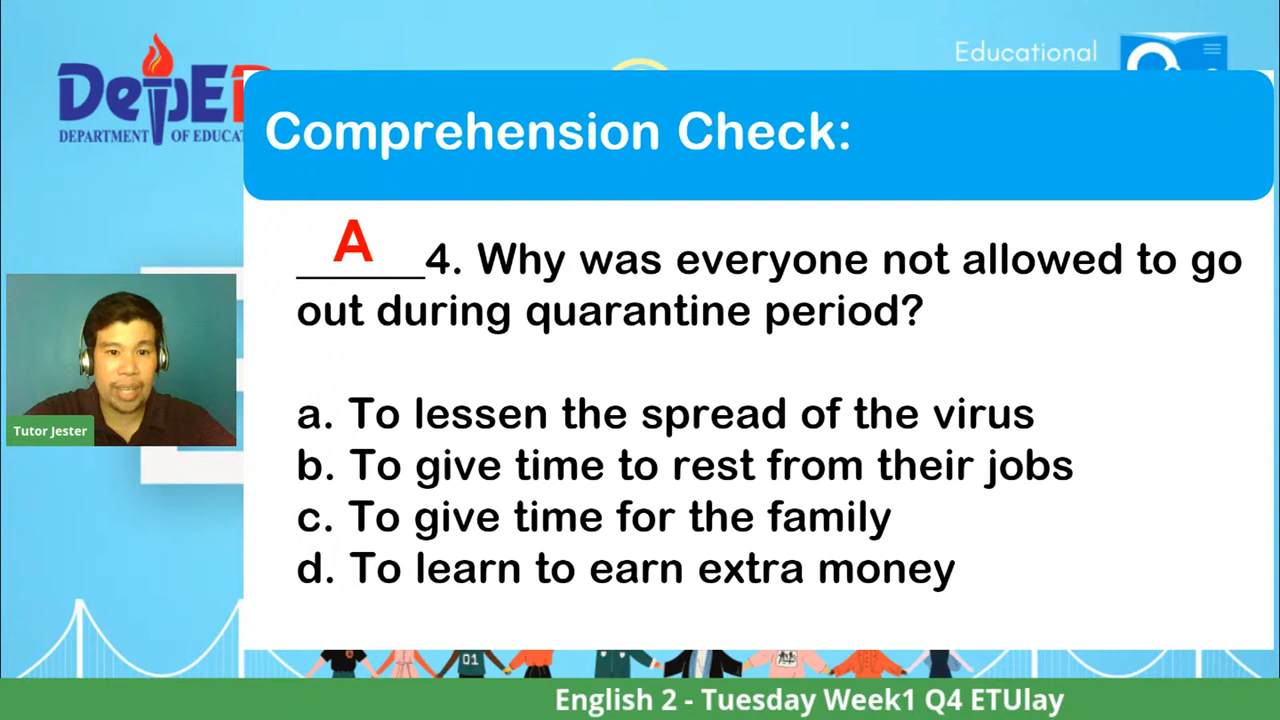 DepE
DEPARTMENT OF EDUCAT
Educational
Comprehension Check:
A
______4. Why was everyone not allowed to go
out during quarantine period?
a. To lessen the spread of the virus
b. To give time to rest from their jobs
c. To give time for the family
d. To learn to earn extra money
Tutor Jester
01
English 2 - Tuesday Week1 Q4 ETUlay